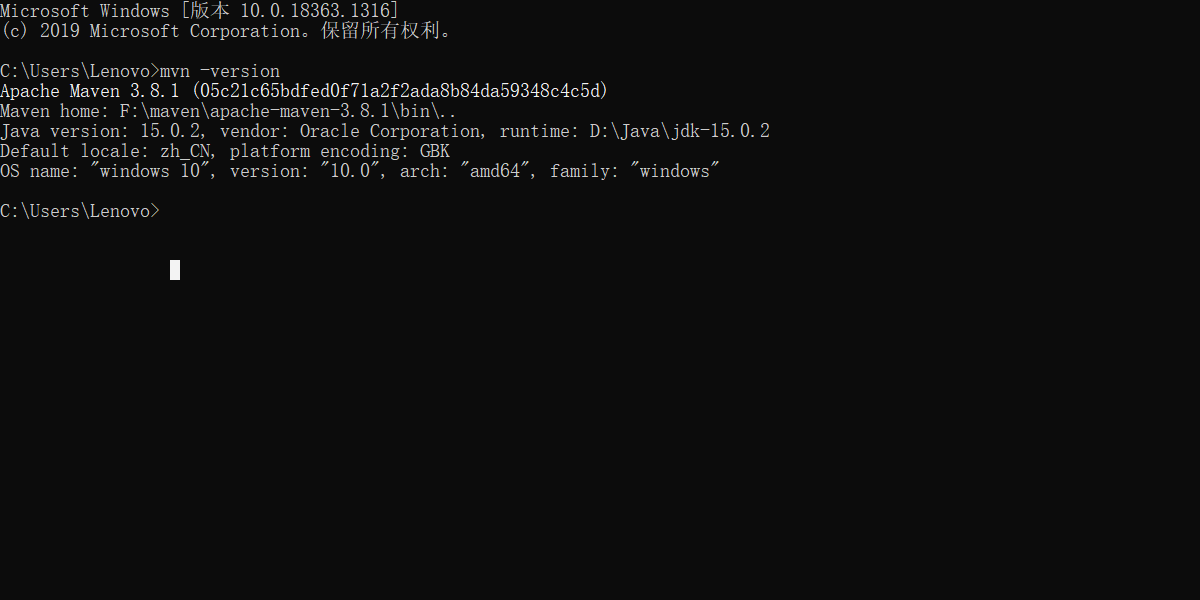 Microsoft Windows [版本 10.0.18363.1316]
(c) 2019 Microsoft Corporation。保留所有权利。
C:\Users\Lenovo>mvn -version
Apache Maven 3.8.1 (05c21c65bdfed0f71a2f2ada8b84da59348c4c5d)
Maven home: F:\maven\apache-maven-3.8.1\bin\..
Java version: 15.0.2, vendor: Oracle Corporation, runtime: D:\Java\jdk-15.0.2
Default locale: zh_CN, platform encoding: GBK
OS name: "windows 10", version: "10.0", arch: "amd64", family: "windows"
C:\Users\Lenovo>